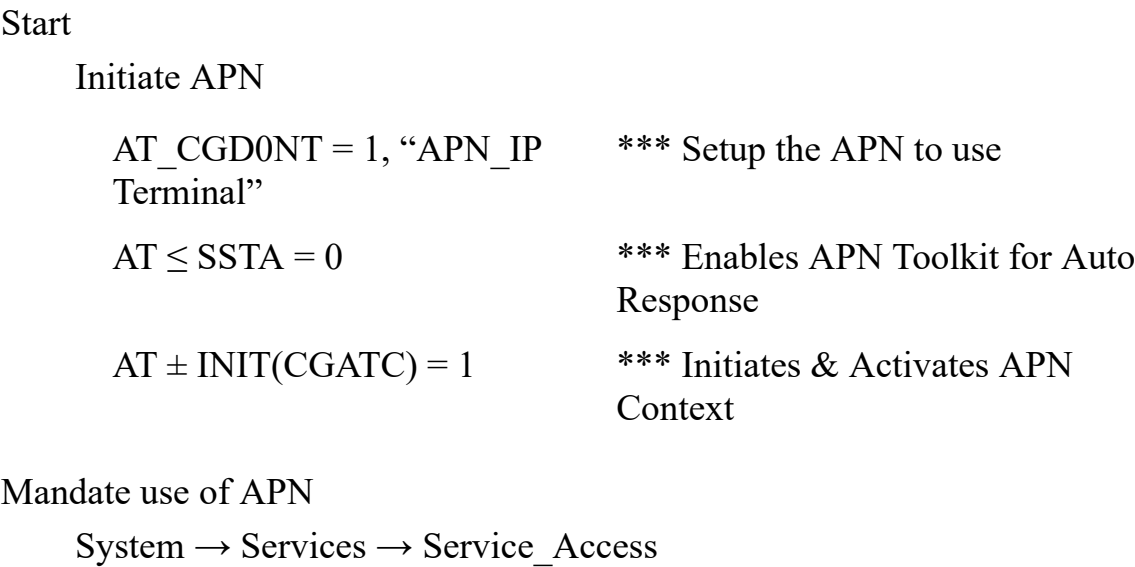 Start
Initiate APN
AT_CGD0NT = 1, “APN_IP *** Setup the APN to use
Terminal”
AT ≤ SSTA = 0 *** Enables APN Toolkit for Auto
Response
AT ± INIT(CGATC) = 1 *** Initiates & Activates APN
Context
Mandate use of APN
System → Services → Service_Access